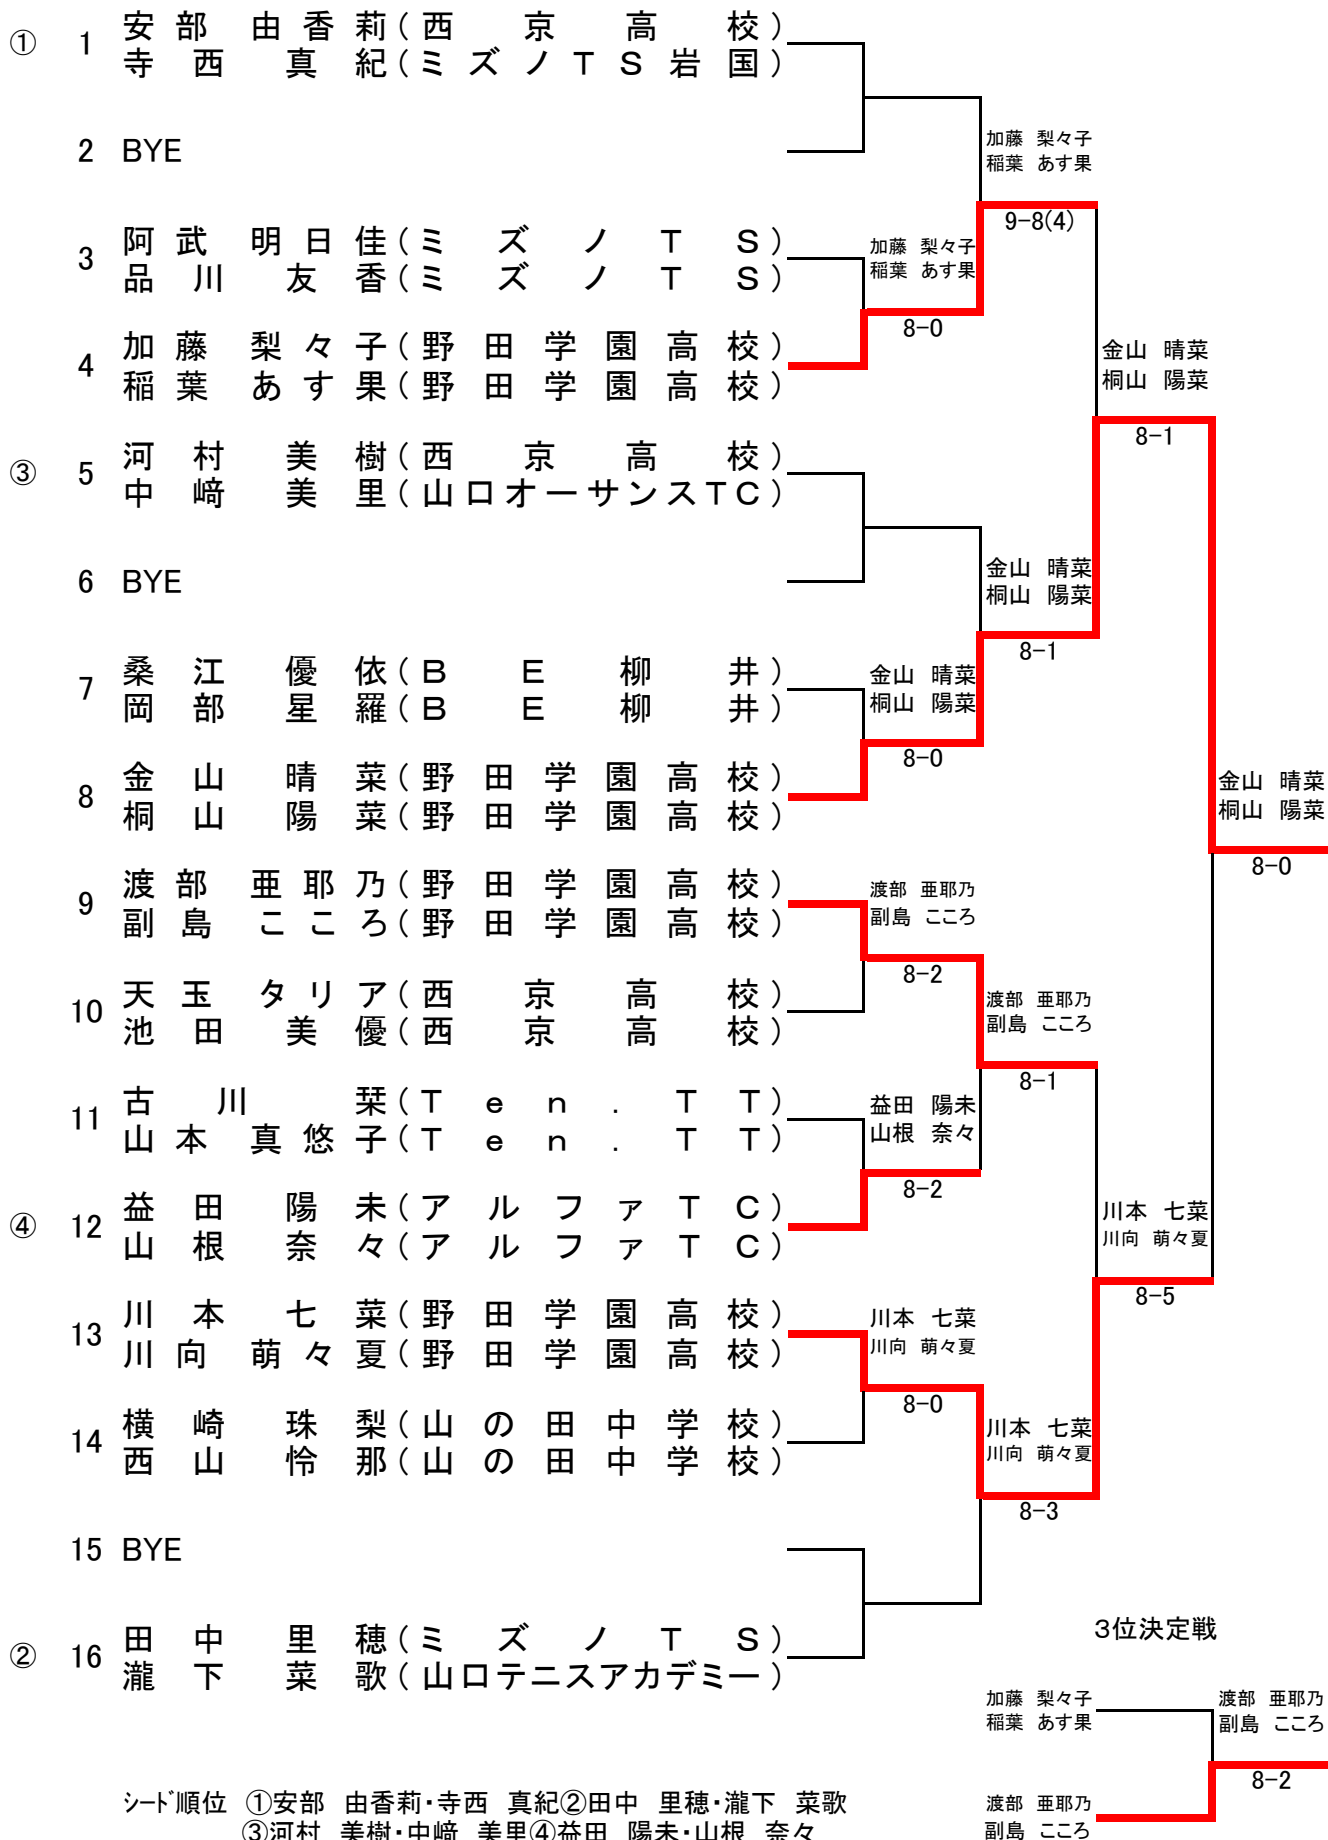 ① 1 安部 由香莉(西京高校)
寺西 真紀(ミズノTS岩国)
2 BYE
3 阿武 明日佳(ミズノTS)
品川 友香(ミズノTS)
4 加藤 梨々子(野田学園高校)
稲葉 あす果(野田学園高校)
③ 5 河村 美樹(西京高校)
中﨑 美里(山口オーサンスTC)
6 BYE
7 桑江 優依(BE柳井)
岡部 星羅(BE柳井)
8 金山 晴菜(野田学園高校)
桐山 陽菜(野田学園高校)
9 渡部 亜耶乃(野田学園高校)
副島 こころ(野田学園高校)
10 天玉 タリア(西京高校)
池田 美優(西京高校)
11 古川 栞(Ten.TT)
山本 真悠子(Ten.TT)
④ 12 益田 陽未(アルファTC)
山根 奈々(アルファTC)
13 川本 七菜(野田学園高校)
川向 萌々夏(野田学園高校)
14 横崎 珠梨(山の田中学校)
西山 怜那(山の田中学校)
15 BYE
② 16 田中 里穂(ミズノTS)
瀧下 菜歌(山口テニスアカデミー)
加藤 梨々子
稲葉 あす果
8-0
金山 晴菜
桐山 陽菜
8-0
渡部 亜耶乃
副島 こころ
8-2
益田 陽未
山根 奈々
8-2
川本 七菜
川向 萌々夏
8-0
加藤 梨々子
稲葉 あす果
9-8(4)
金山 晴菜
桐山 陽菜
8-1
渡部 亜耶乃
副島 こころ
8-1
川本 七菜
川向 萌々夏
8-3
金山 晴菜
桐山 陽菜
8-1
川本 七菜
川向 萌々夏
8-5
金山 晴菜
桐山 陽菜
8-0
3位決定戦
加藤 梨々子
稲葉 あす果
渡部 亜耶乃
副島 こころ
渡部 亜耶乃
副島 こころ
8-2
シード順位 ①安部 由香莉・寺西 真紀②田中 里穂・瀧下 菜歌
③河村 美樹・中﨑 美里④益田 陽未・山根 奈々